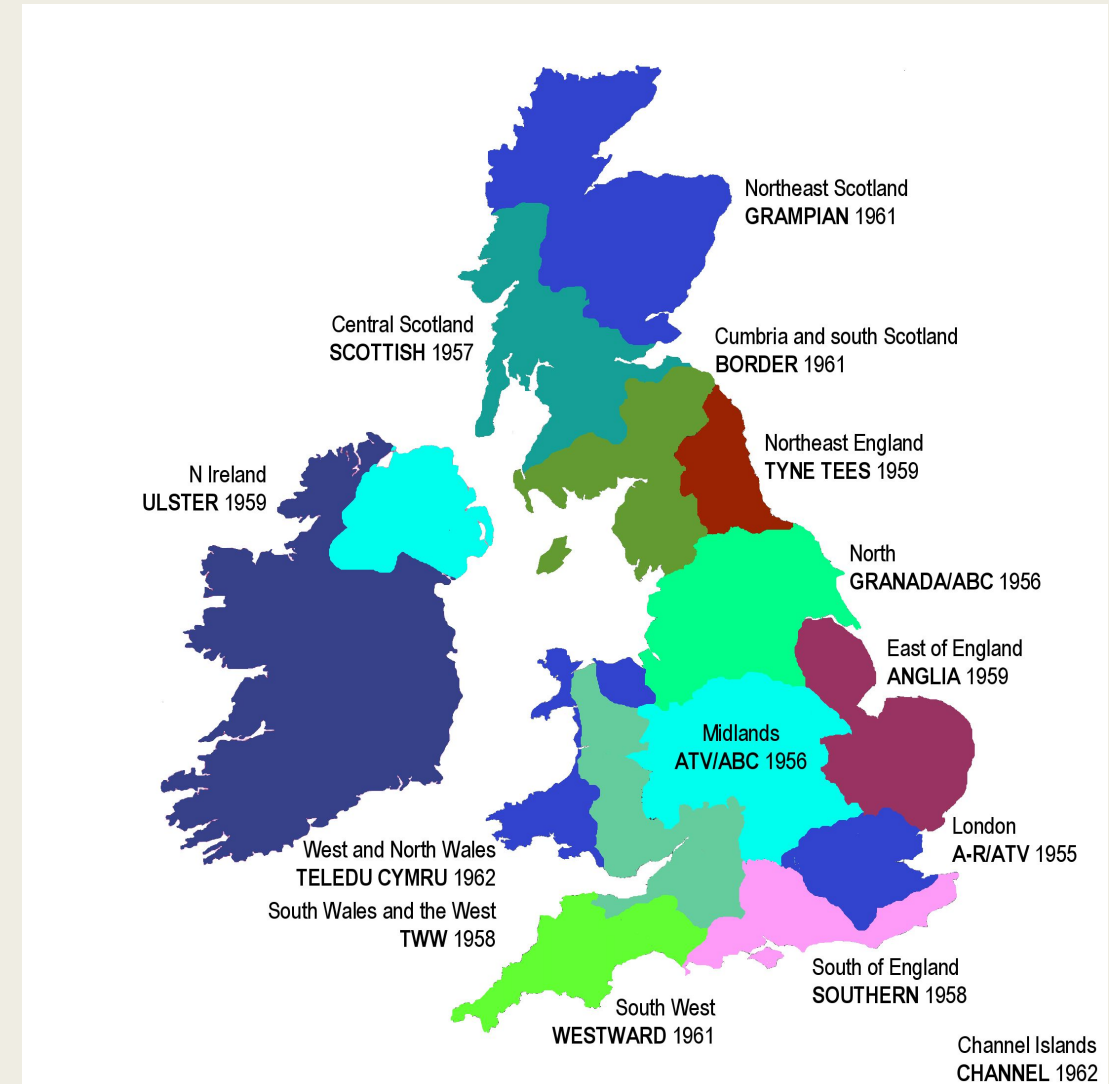 Northeast Scotland
GRAMPIAN 1961
Central Scotland
SCOTTISH 1957
Cumbria and south Scotland
BORDER 1961
Northeast England
TYNE TEES 1959
N Ireland
ULSTER 1959
North
GRANADA/ABC 1956
East of England
ANGLIA 1959
Midlands
ATV/ABC 1956
London
A-R/ATV 1955
West and North Wales
TELEDU CYMRU 1962
South Wales and the West
TWW 1958
South of England
SOUTHERN 1958
South West
WESTWARD 1961
Channel Islands
CHANNEL 1962